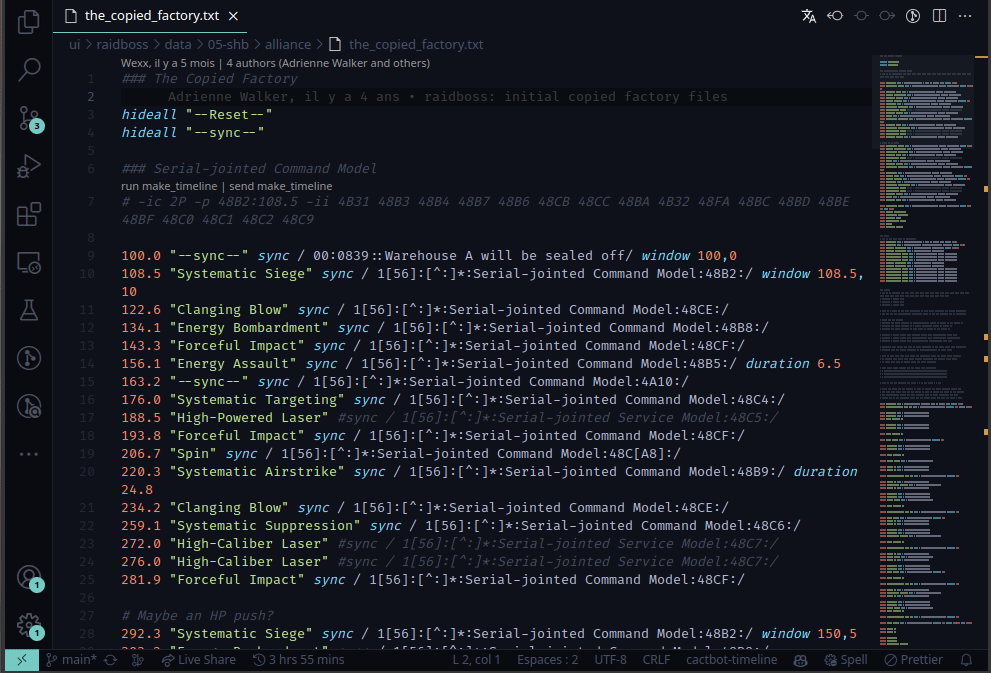 the_copied_factory.txt
ui > raidboss > data > 05-shb > alliance > the_copied_factory.txt
Wexx, il y a 5 mois | 4 authors (Adrienne Walker and others)
1 ### The Copied Factory
2 Adrienne Walker, il y a 4 ans • raidboss: initial copied factory files
3 hideall "--Reset--"
4 hideall "--sync--"
5
6 ### Serial-jointed Command Model
run make_timeline | send make_timeline
7 # -ic 2P -p 48B2:108.5 -ii 4B31 48B3 48B4 48B7 48B6 48CB 48CC 48BA 4B32 48FA 48BC 48BD 48BE
48BF 48C0 48C1 48C2 48C9
8
9 100.0 "--sync--" sync / 00:0839::Warehouse A will be sealed off/ window 100,0
10 108.5 "Systematic Siege" sync / 1[56]:[^:]*:Serial-jointed Command Model:48B2:/ window 108.5,
10
11 122.6 "Clanging Blow" sync / 1[56]:[^:]*:Serial-jointed Command Model:48CE:/
12 134.1 "Energy Bombardment" sync / 1[56]:[^:]*:Serial-jointed Command Model:48B8:/
13 143.3 "Forceful Impact" sync / 1[56]:[^:]*:Serial-jointed Command Model:48CF:/
14 156.1 "Energy Assault" sync / 1[56]:[^:]*:Serial-jointed Command Model:48B5:/ duration 6.5
15 163.2 "--sync--" sync / 1[56]:[^:]*:Serial-jointed Command Model:4A10:/
16 176.0 "Systematic Targeting" sync / 1[56]:[^:]*:Serial-jointed Command Model:48C4:/
17 188.5 "High-Powered Laser" #sync / 1[56]:[^:]*:Serial-jointed Service Model:48C5:/
18 193.8 "Forceful Impact" sync / 1[56]:[^:]*:Serial-jointed Command Model:48CF:/
19 206.7 "Spin" sync / 1[56]:[^:]*:Serial-jointed Command Model:48C[A8]:/
20 220.3 "Systematic Airstrike" sync / 1[56]:[^:]*:Serial-jointed Command Model:48B9:/ duration
24.8
21 234.2 "Clanging Blow" sync / 1[56]:[^:]*:Serial-jointed Command Model:48CE:/
22 259.1 "Systematic Suppression" sync / 1[56]:[^:]*:Serial-jointed Command Model:48C6:/
23 272.0 "High-Caliber Laser" #sync / 1[56]:[^:]*:Serial-jointed Service Model:48C7:/
24 276.0 "High-Caliber Laser" #sync / 1[56]:[^:]*:Serial-jointed Service Model:48C7:/
25 281.9 "Forceful Impact" sync / 1[56]:[^:]*:Serial-jointed Command Model:48CF:/
26
27 # Maybe an HP push?
28 292.3 "Systematic Siege" sync / 1[56]:[^:]*:Serial-jointed Command Model:48B2:/ window 150,5
3
1
1
main* Live Share 3 hrs 55 mins L 2, col 1 Espaces : 2 UTF-8 CRLF cactbot-timeline Spell Prettier